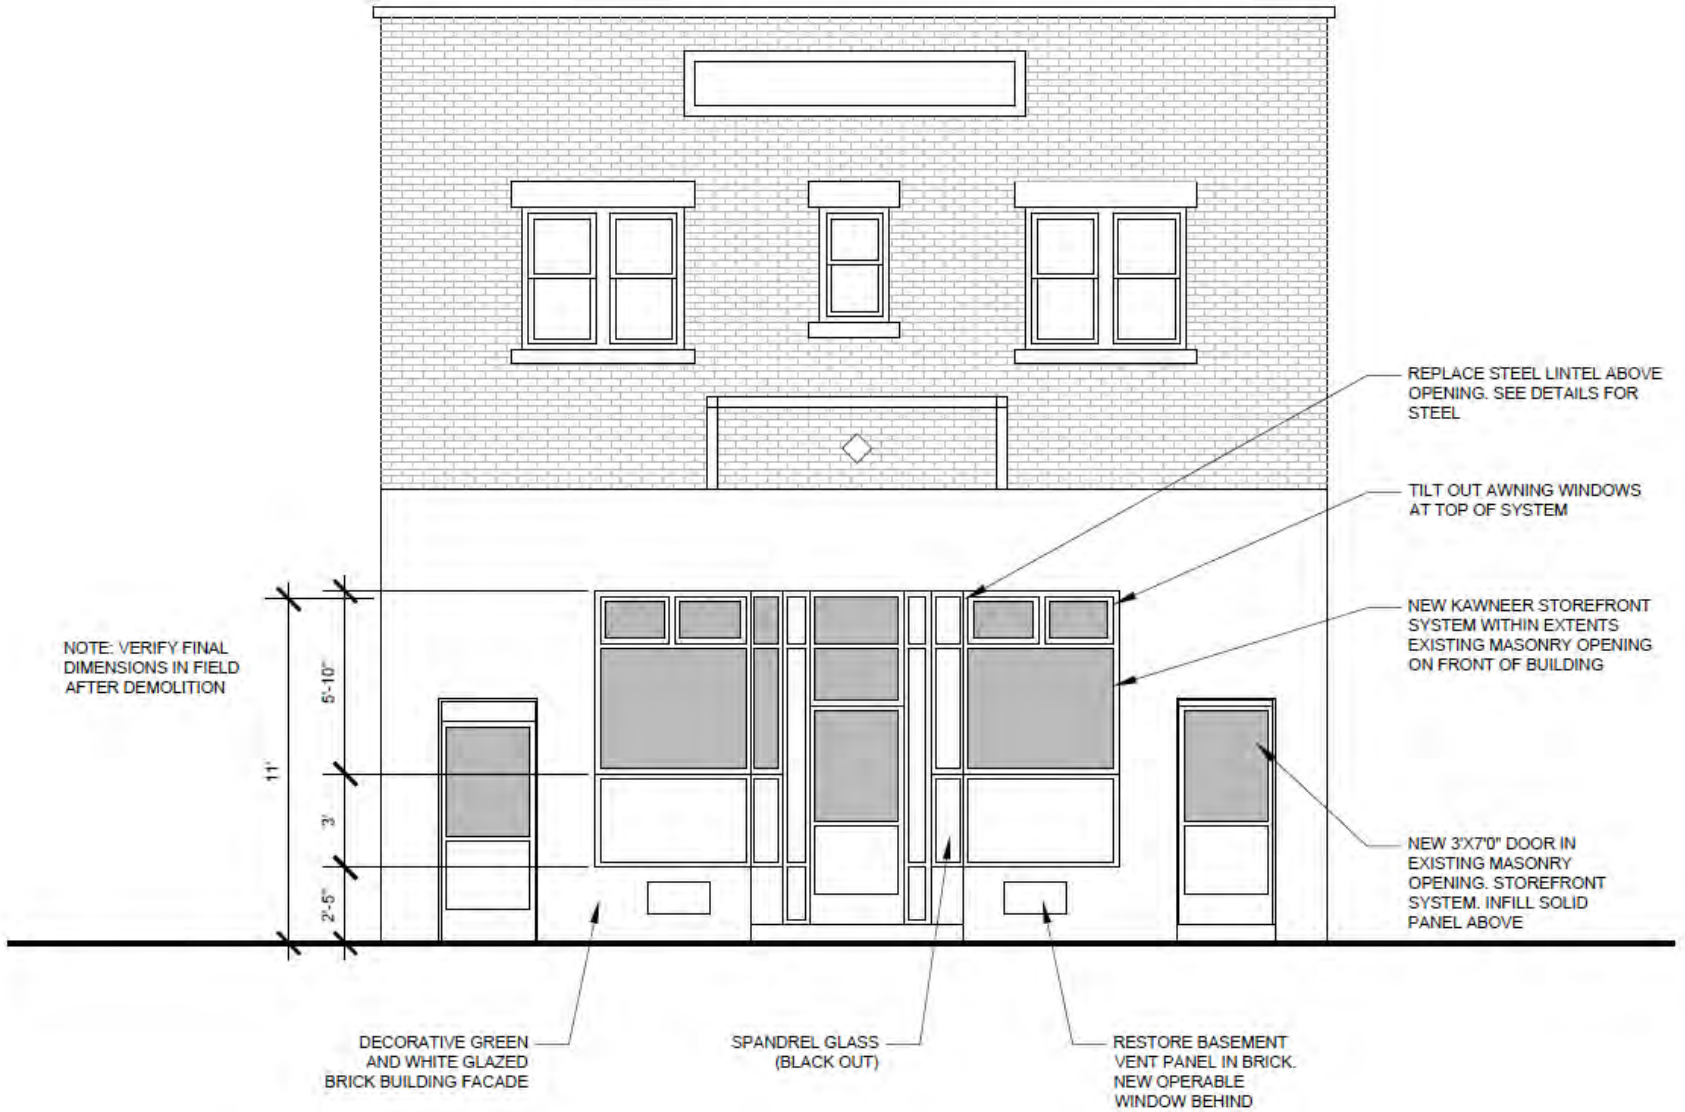 REPLACE STEEL LINTEL ABOVE
OPENING. SEE DETAILS FOR
STEEL
TILT OUT AWNING WINDOWS
AT TOP OF SYSTEM
NEW KAWNEER STOREFRONT
SYSTEM WITHIN EXTENTS
EXISTING MASONRY OPENING
ON FRONT OF BUILDING
NOTE: VERIFY FINAL
DIMENSIONS IN FIELD
AFTER DEMOLITION
11'
5'-10"
3'
2'-5"
NEW 3'X7'0" DOOR IN
EXISTING MASONRY
OPENING. STOREFRONT
SYSTEM. INFILL SOLID
PANEL ABOVE
DECORATIVE GREEN
AND WHITE GLAZED
BRICK BUILDING FACADE
SPANDREL GLASS
(BLACK OUT)
RESTORE BASEMENT
VENT PANEL IN BRICK.
NEW OPERABLE
WINDOW BEHIND